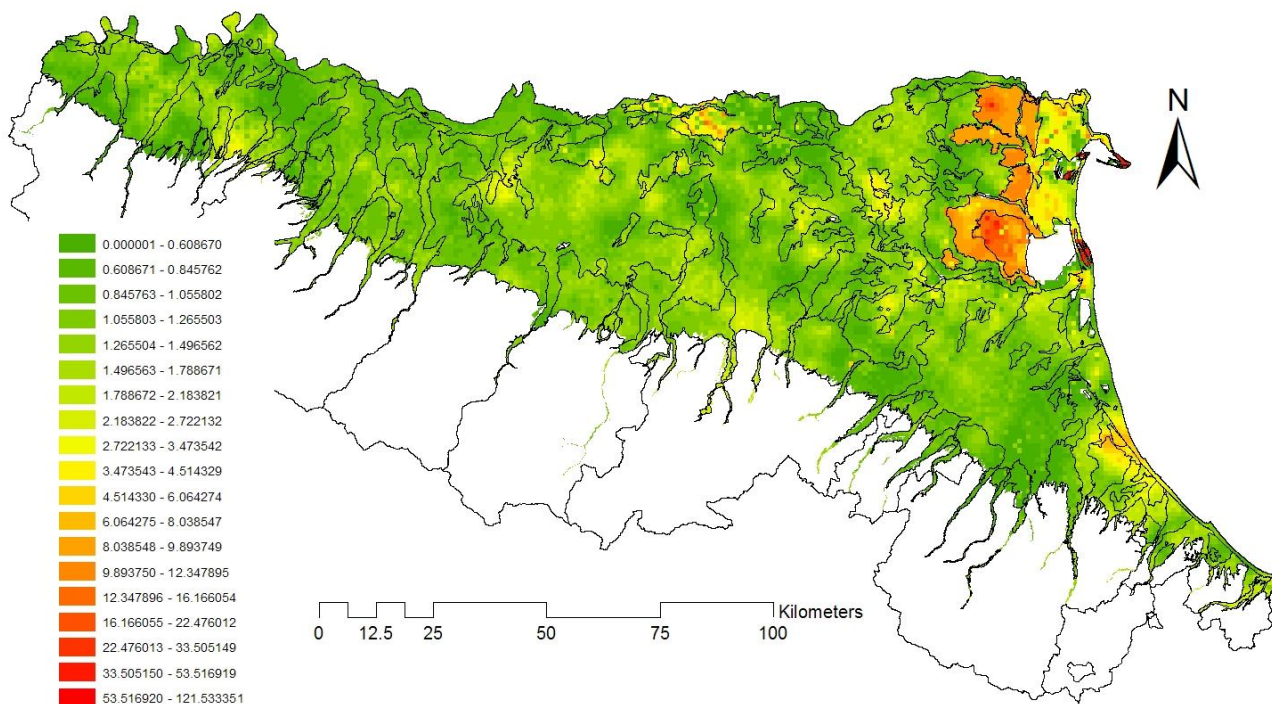 N
0.000001 - 0.608670
0.608671 - 0.845762
0.845763 - 1.055802
1.055803 - 1.265503
1.265504 - 1.496562
1.496563 - 1.788671
1.788672 - 2.183821
2.183822 - 2.722132
2.722133 - 3.473542
3.473543 - 4.514329
4.514330 - 6.064274
6.064275 - 8.038547
8.038548 - 9.893749
9.893750 - 12.347895
12.347896 - 16.166054
16.166055 - 22.476012
22.476013 - 33.505149
33.505150 - 53.516919
53.516920 - 121.533351
Kilometers
0 12.5 25 50 75 100